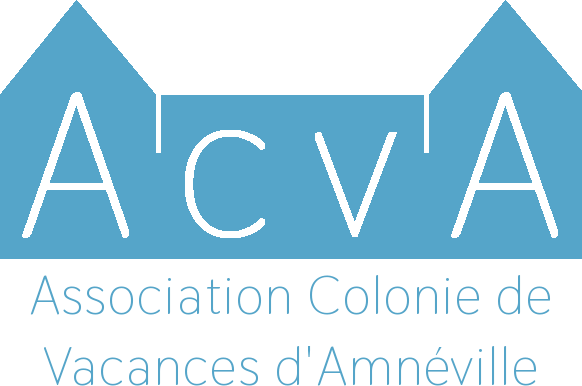 AcvA
Association Colonie de
Vacances d'Amnéville